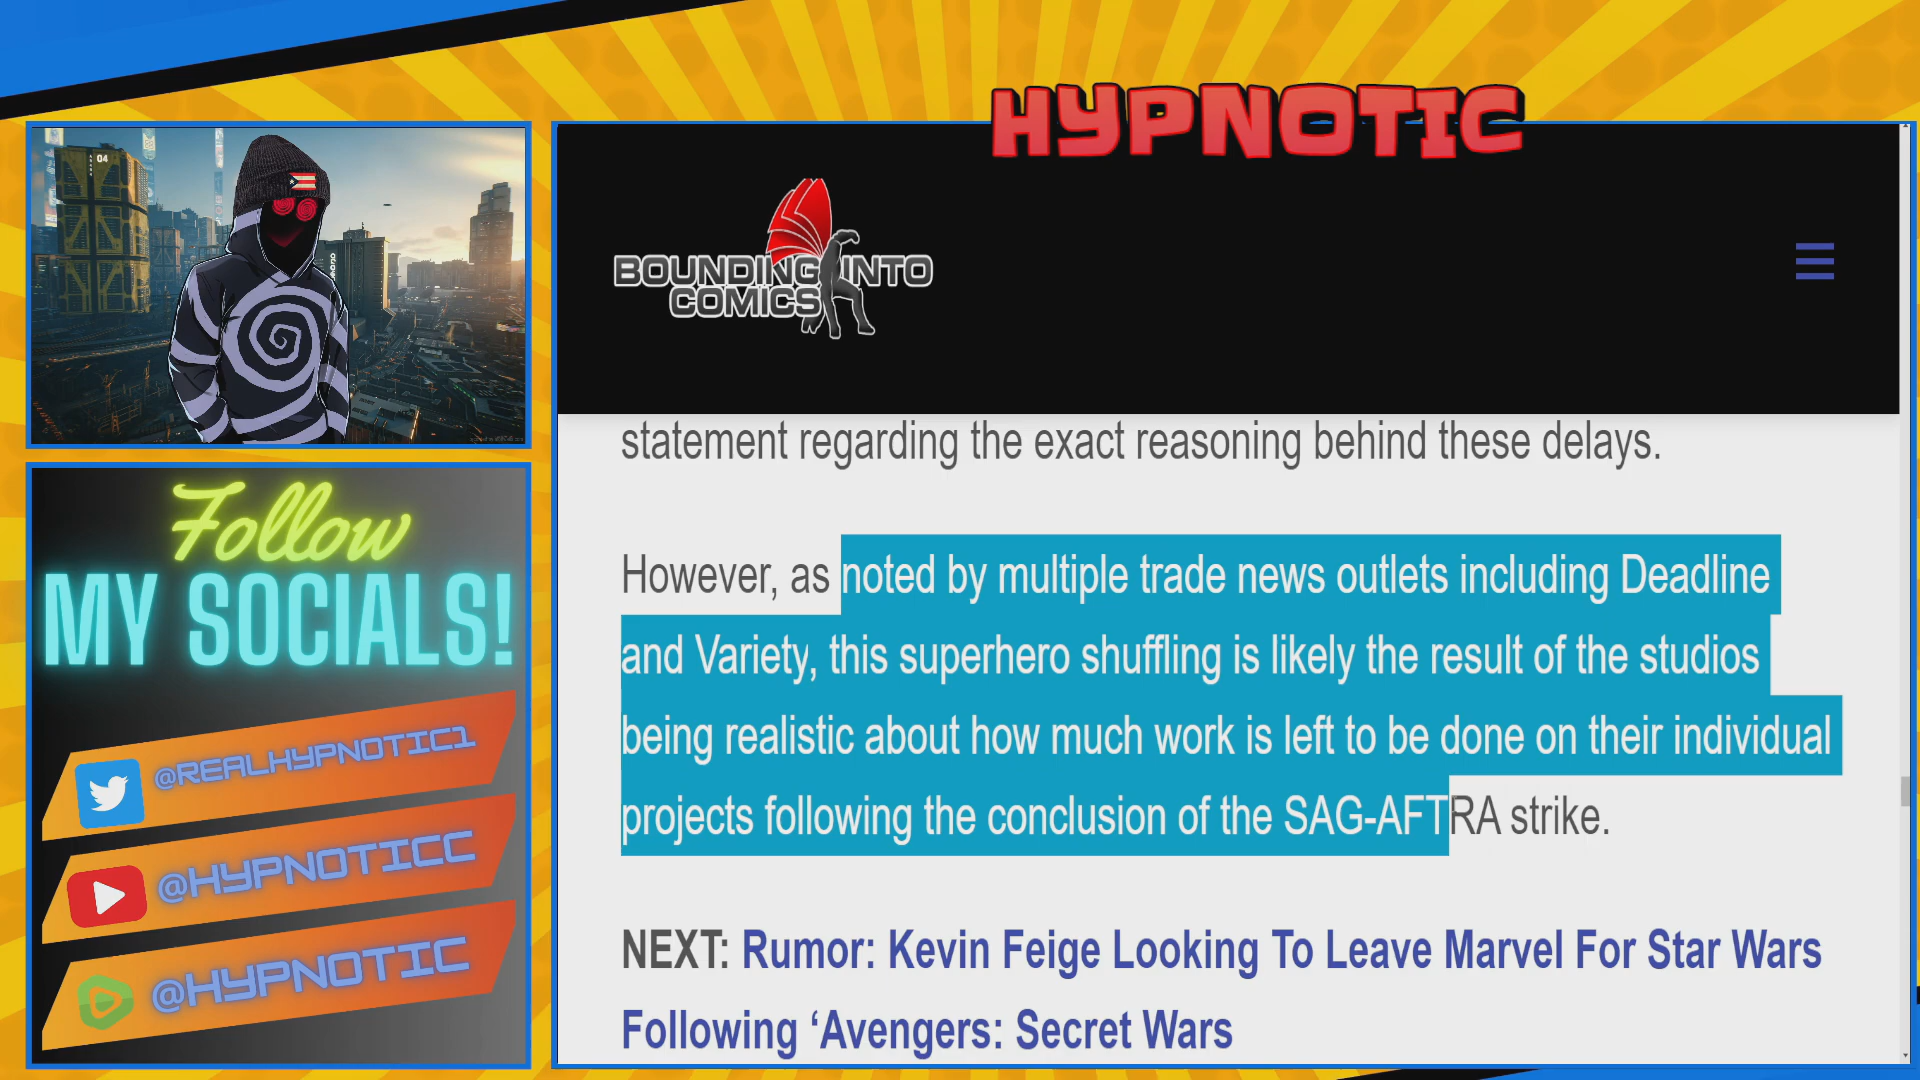 HYPNOTIC
04
BOUNDING INTO
COMICS
statement regarding the exact reasoning behind these delays.
However, as noted by multiple trade news outlets including Deadline
and Variety, this superhero shuffling is likely the result of the studios
being realistic about how much work is left to be done on their individual
projects following the conclusion of the SAG-AFTRA strike.
NEXT: Rumor: Kevin Feige Looking To Leave Marvel For Star Wars
Following ‘Avengers: Secret Wars
Follow
MY SOCIALS!
@REALHYPNOTIC1
@HYPNOTICC
@HYPNOTIC